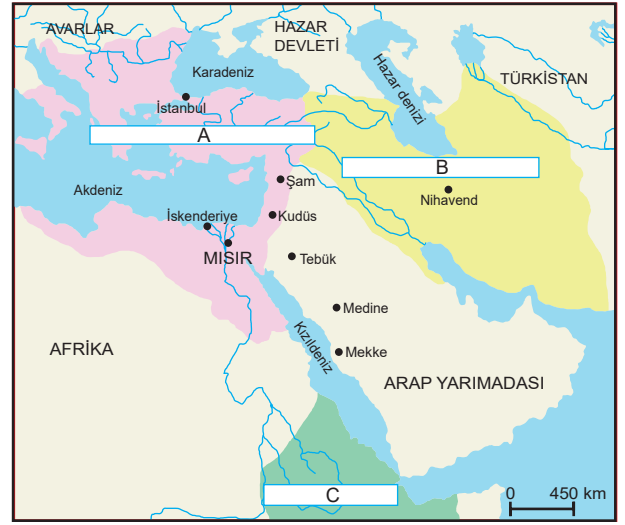 AVARLAR
HAZAR
DEVLETİ
Karadeniz
Hazar denizi
TÜRKİSTAN
İstanbul
A
B
Akdeniz
Şam
Nihavend
İskenderiye
Kudüs
MISIR
Tebük
Medine
Kızıldeniz
Mekke
AFRİKA
ARAP YARIMADASI
C
0 450 km